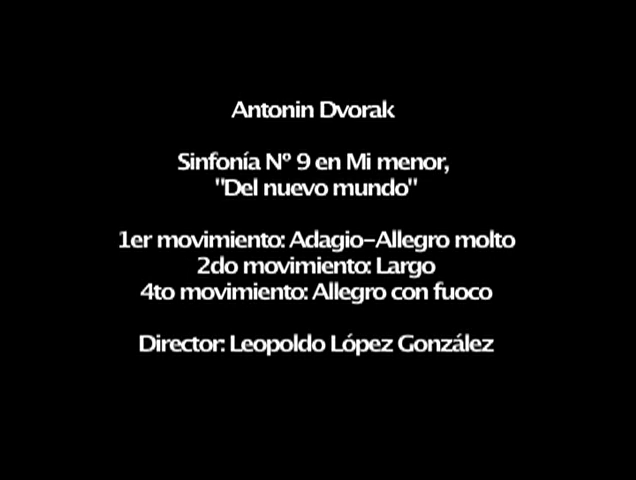 Antonin Dvorak
Sinfonía Nº 9 en Mi menor,
"Del nuevo mundo"
1er movimiento: Adagio–Allegro molto
2do movimiento: Largo
4to movimiento: Allegro con fuoco
Director: Leopoldo López González